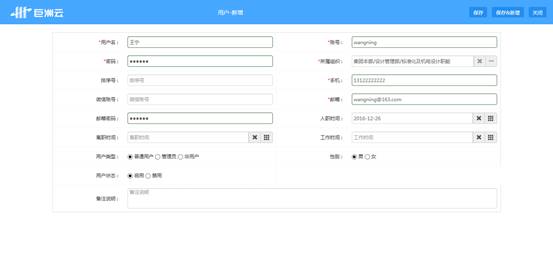 巨洲云 用户-新增 保存 保存&新增 关闭
*用户名： 王宁 *账号： wangning
*密码： ●●●●●● *所属组织： 集团本部/设计管理部/标准化及机电设计职能
排序号： 排序号 *手机： 13122222222
微信账号： 微信账号 *邮箱： wangning@163.com
邮箱密码： ●●●●●● 入职时间： 2016-12-26
离职时间： 离职时间 工作时间： 工作时间
用户类型： 普通用户 管理员 非用户 性别： 男 女
用户状态： 启用 禁用
备注说明： 备注说明